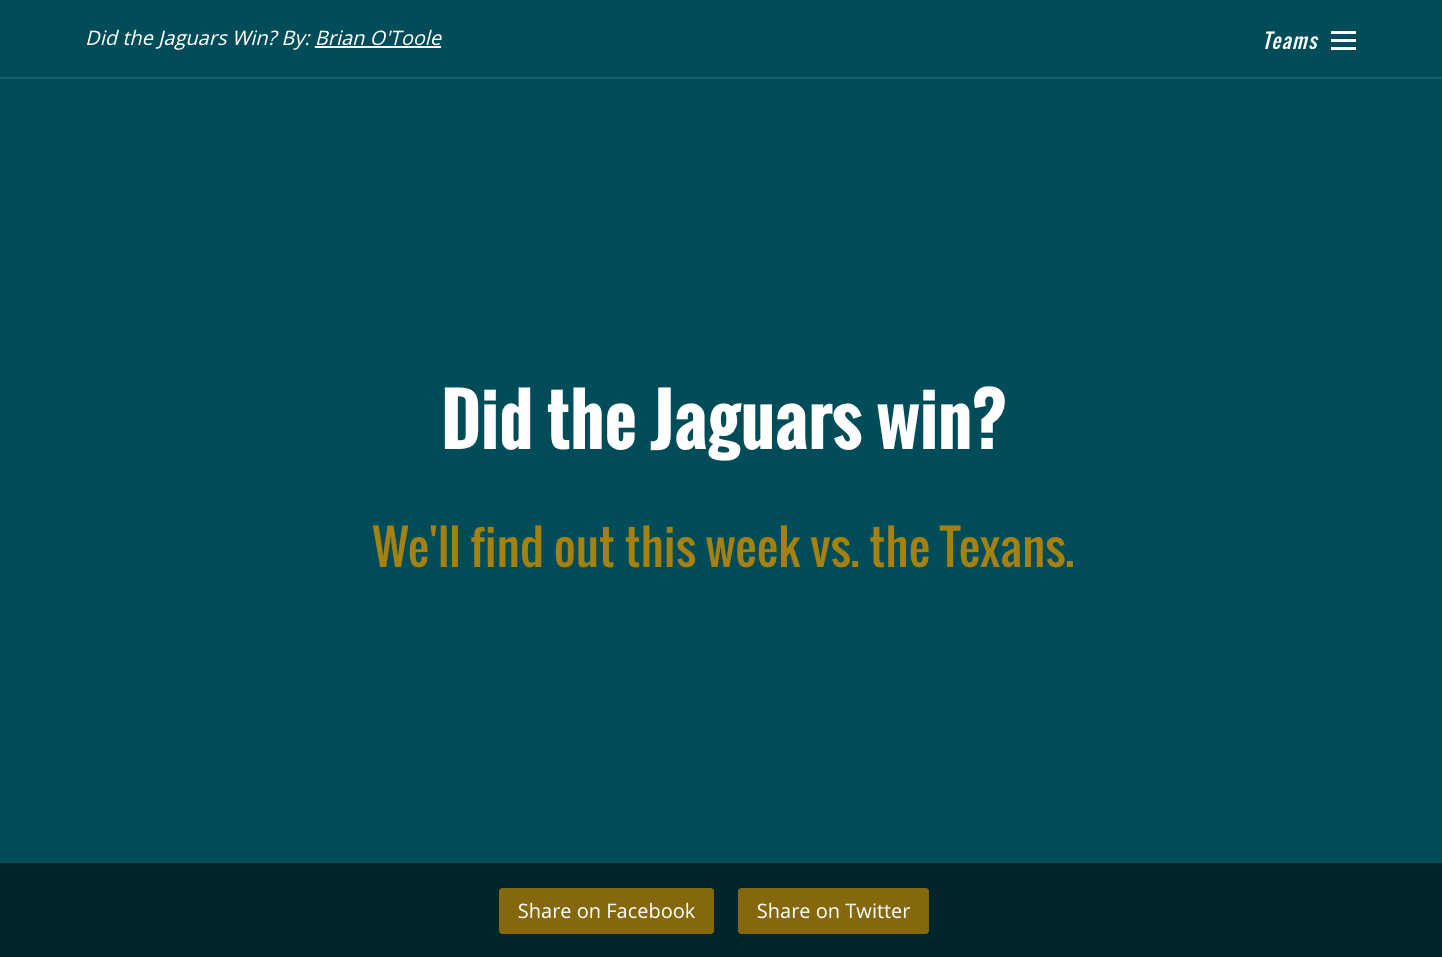 Did the Jaguars Win? By: Brian O'Toole
Teams
Did the Jaguars win?
We'll find out this week vs. the Texans.
Share on Facebook
Share on Twitter